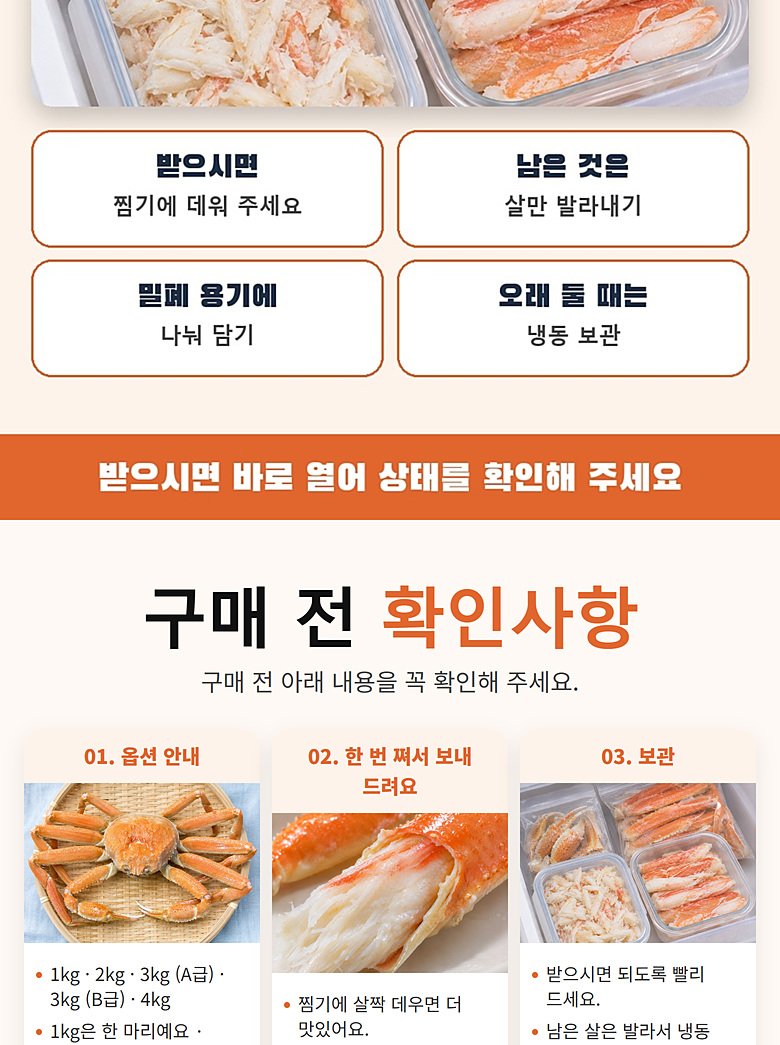 받으시면
찜기에 데워 주세요
남은 것은
살만 발라내기
밀폐 용기에
나눠 담기
오래 둘 때는
냉동 보관
받으시면 바로 열어 상태를 확인해 주세요
구매 전 확인사항
구매 전 아래 내용을 꼭 확인해 주세요.
01. 옵션 안내
1kg · 2kg · 3kg (A급) ·
3kg (B급) · 4kg
1kg은 한 마리예요 ·
02. 한 번 쪄서 보내
드려요
찜기에 살짝 데우면 더
맛있어요.
03. 보관
받으시면 되도록 빨리
드세요.
남은 살은 발라서 냉동